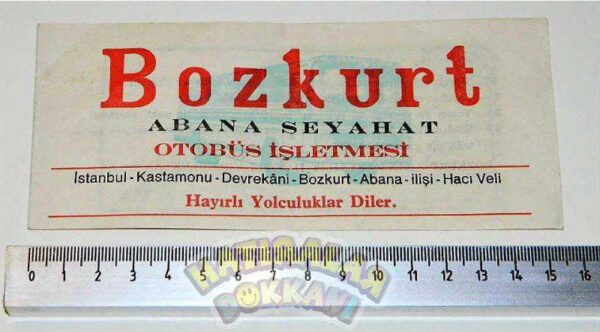 Bozkurt
ABANA SEYAHAT
OTOBÜS İŞLETMESİ
İstanbul - Kastamonu - Devrekâni - Bozkurt - Abana - ilişi - Hacı Veli
Hayırlı Yolculuklar Diler.
0 1 2 3 4 5 6 7 8 9 10 11 12 13 14 15 16
HATIRALAR
DÜKKANI